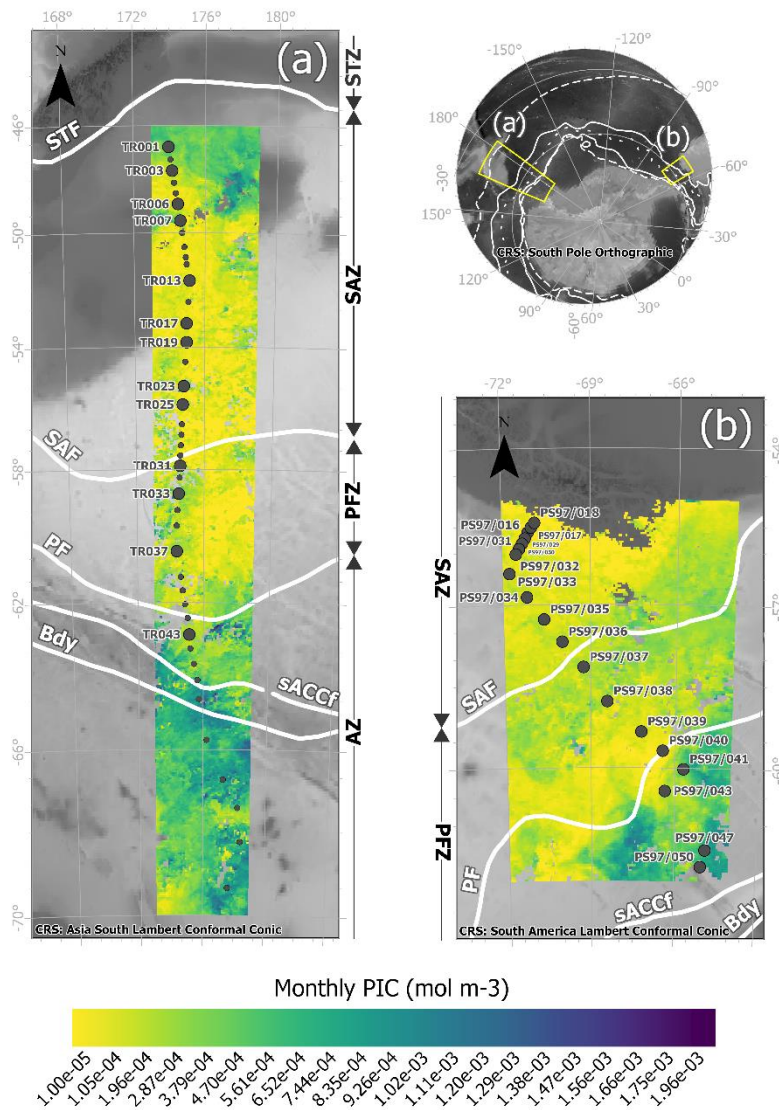 168° 172° 176° 180°
N
(a)
STZ
STF
-46°
TR001
TR003
TR006
TR007
-50°
SAZ
TR013
TR017
-54°
TR019
TR023
TR025
SAF
TR031
-58°
TR033
PFZ
PF
TR037
-62°
Bdy
TR043
sACCf
AZ
-66°
-70°
CRS: Asia South Lambert Conformal Conic
-150° -120°
180° -90°
(a) (b)
-30° -60°
150° -30°
CRS: South Pole Orthographic
120° 0°
90° 60° -60° 30°
-72° -69° -66°
N
(b)
-54°
PS97/016 PS97/018
PS97/031 PS97/017
PS97/029
PS97/030
PS97/032
PS97/033
SAZ
PS97/034
-57°
PS97/035
PS97/036
SAF
PS97/037
PS97/038
PS97/039
PS97/040
-60°
PS97/041
PS97/043
PFZ
PS97/047
PS97/050
PF
sACCf
Bdy
CRS: South America Lambert Conformal Conic
Monthly PIC (mol m-3)
1.00e-05
1.05e-04
1.96e-04
2.87e-04
3.79e-04
4.70e-04
5.61e-04
6.52e-04
7.44e-04
8.35e-04
9.26e-04
1.02e-03
1.11e-03
1.20e-03
1.29e-03
1.38e-03
1.47e-03
1.56e-03
1.66e-03
1.75e-03
1.96e-03